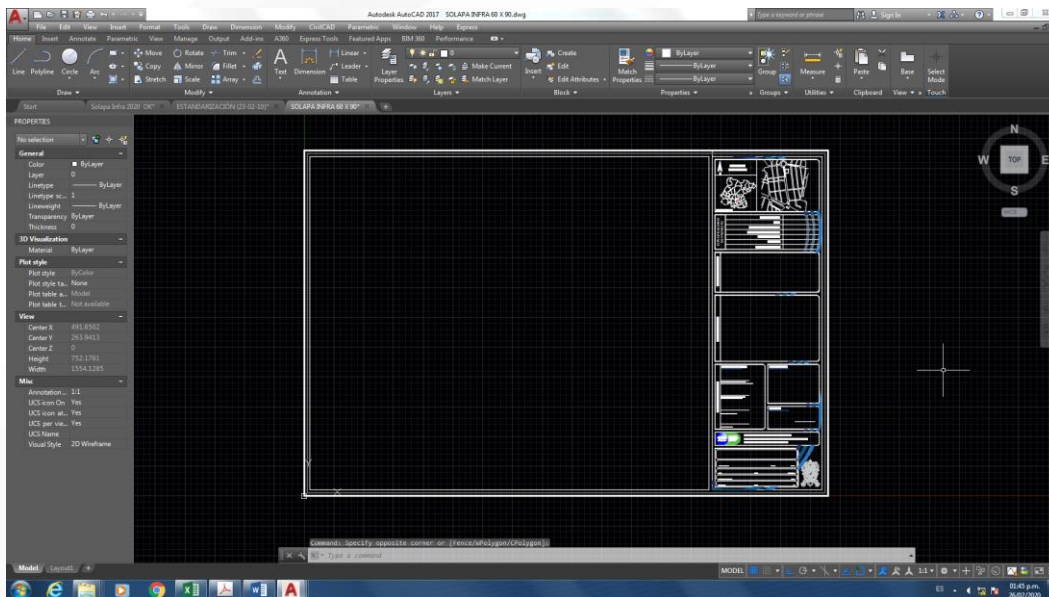 Autodesk AutoCAD 2017 SOLAPA INFRA 60 X 90.dwg
Type a keyword or phrase Sign In
File Edit View Insert Format Tools Draw Dimension Modify CivilCAD Parametric Window Help Express
Home Insert Annotate Parametric View Manage Output Add-ins A360 Express Tools Featured Apps BIM 360 Performance
Line Polyline Circle Arc
Move Rotate Trim
Copy Mirror Fillet
Stretch Scale Array
Text Dimension
Linear
Leader
Table
Layer Properties
0
Make Current
Match Layer
Insert
Create
Edit
Edit Attributes
Match Properties
ByLayer
ByLayer
ByLayer
Group Measure Paste Base Select Mode
Draw Modify Annotation Layers Block Properties Groups Utilities Clipboard View Touch
Start Solapa Infra 2020 OK* ESTANDARIZACIÓN (23-02-19)* SOLAPA INFRA 60 X 90*
PROPERTIES
No selection
General
Color ByLayer
Layer 0
Linetype ByLayer
Linetype sc... 1
Lineweight ByLayer
Transparency ByLayer
Thickness 0
3D Visualization
Material ByLayer
Plot style
Plot style ByColor
Plot style ta... None
Plot table a... Model
Plot table t... Not available
View
Center X 491.6502
Center Y 263.9413
Center Z 0
Height 752.1761
Width 1554.1285
Misc
Annotation... 1:1
UCS icon On Yes
UCS icon at... Yes
UCS per vie... Yes
UCS Name
Visual Style 2D Wireframe
N
W TOP E
S
WCS
Y
X
Command: Specify opposite corner or [Fence/WPolygon/CPolygon]:
Type a command
Model Layout1 +
MODEL 1:1
ES 01:45 p.m.
26/02/2020